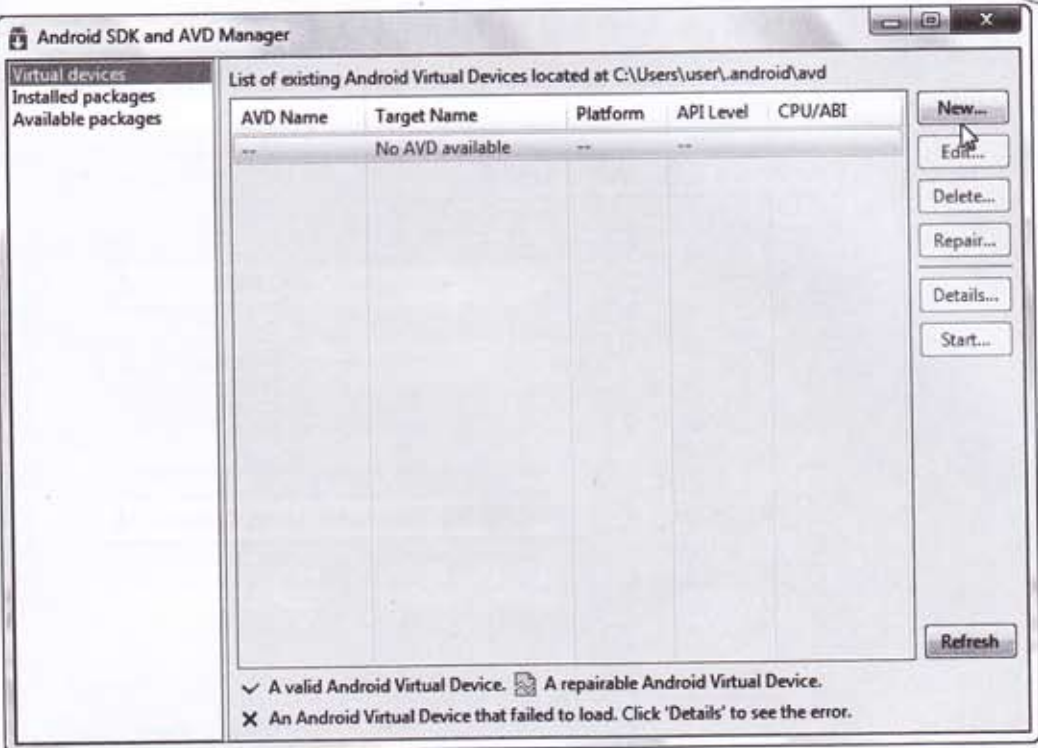 Android SDK and AVD Manager
Virtual devices
Installed packages
Available packages
List of existing Android Virtual Devices located at C:\Users\user\.android\avd
AVD Name Target Name Platform API Level CPU/ABI
-- No AVD available -- --
New...
Edit...
Delete...
Repair...
Details...
Start...
Refresh
A valid Android Virtual Device. A repairable Android Virtual Device.
An Android Virtual Device that failed to load. Click 'Details' to see the error.